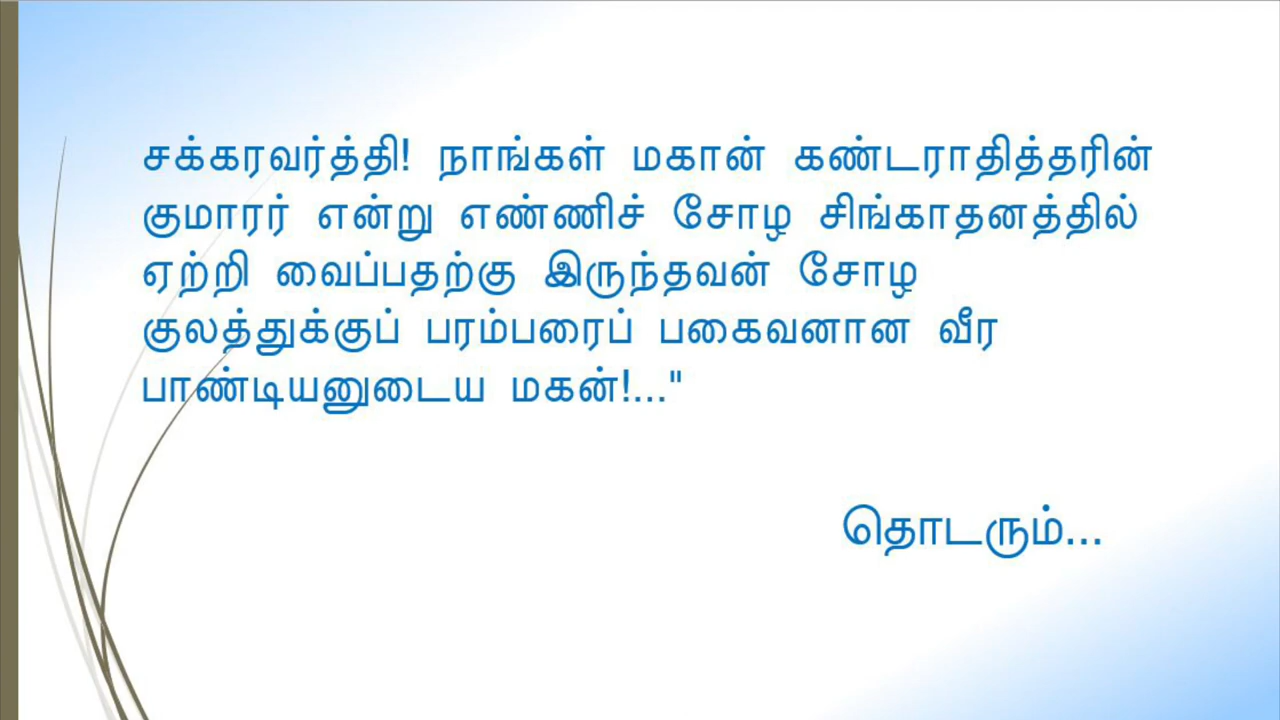 சக்கரவர்த்தி! நாங்கள் மகான் கண்டராதித்தரின்
குமாரர் என்று எண்ணிச் சோழ சிங்காதனத்தில்
ஏற்றி வைப்பதற்கு இருந்தவன் சோழ
குலத்துக்குப் பரம்பரைப் பகைவனான வீர
பாண்டியனுடைய மகன்!..."
தொடரும்...